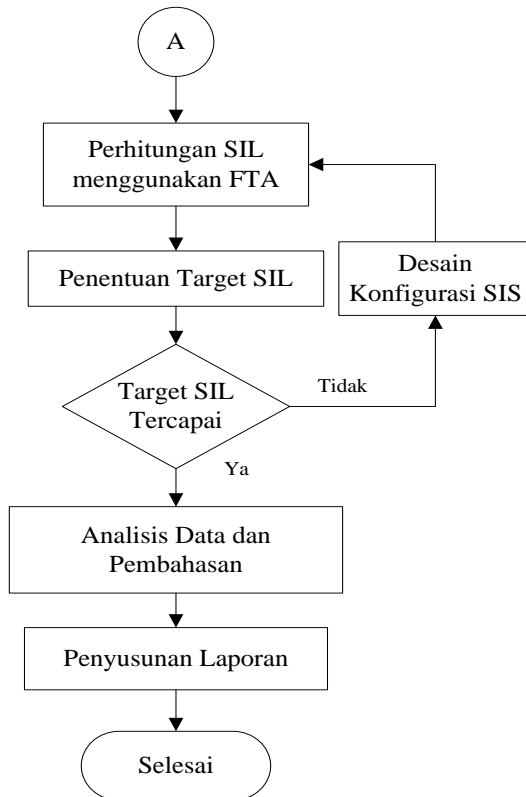 A
Perhitungan SIL
menggunakan FTA
Penentuan Target SIL
Desain
Konfigurasi SIS
Target SIL
Tercapai
Tidak
Ya
Analisis Data dan
Pembahasan
Penyusunan Laporan
Selesai